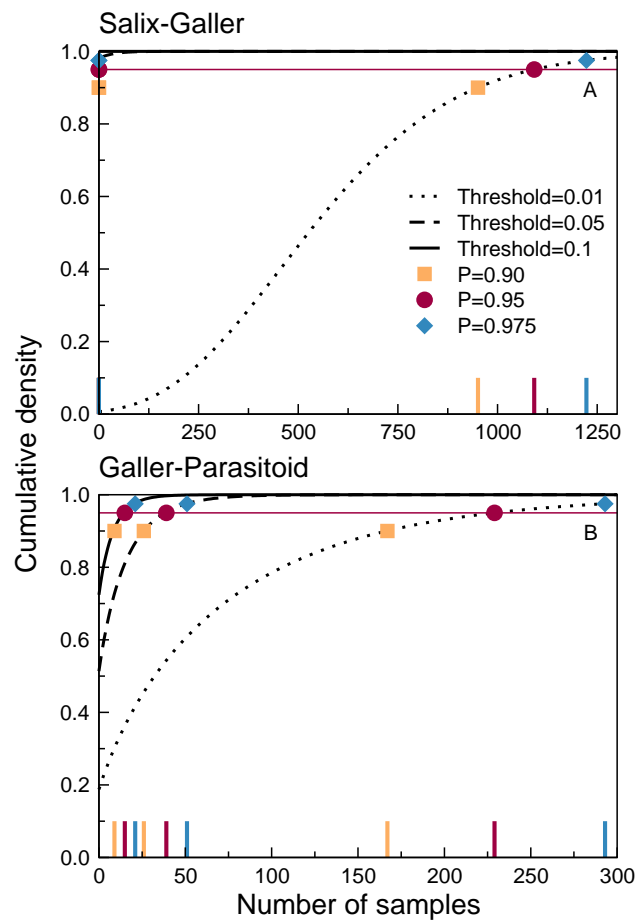 Salix-Galler
1.0
0.8
0.6
0.4
0.2
0.0
A
Threshold=0.01
Threshold=0.05
Threshold=0.1
P=0.90
P=0.95
P=0.975
0 250 500 750 1000 1250
Cumulative density
Galler-Parasitoid
1.0
0.8
0.6
0.4
0.2
0.0
B
0 50 100 150 200 250 300
Number of samples